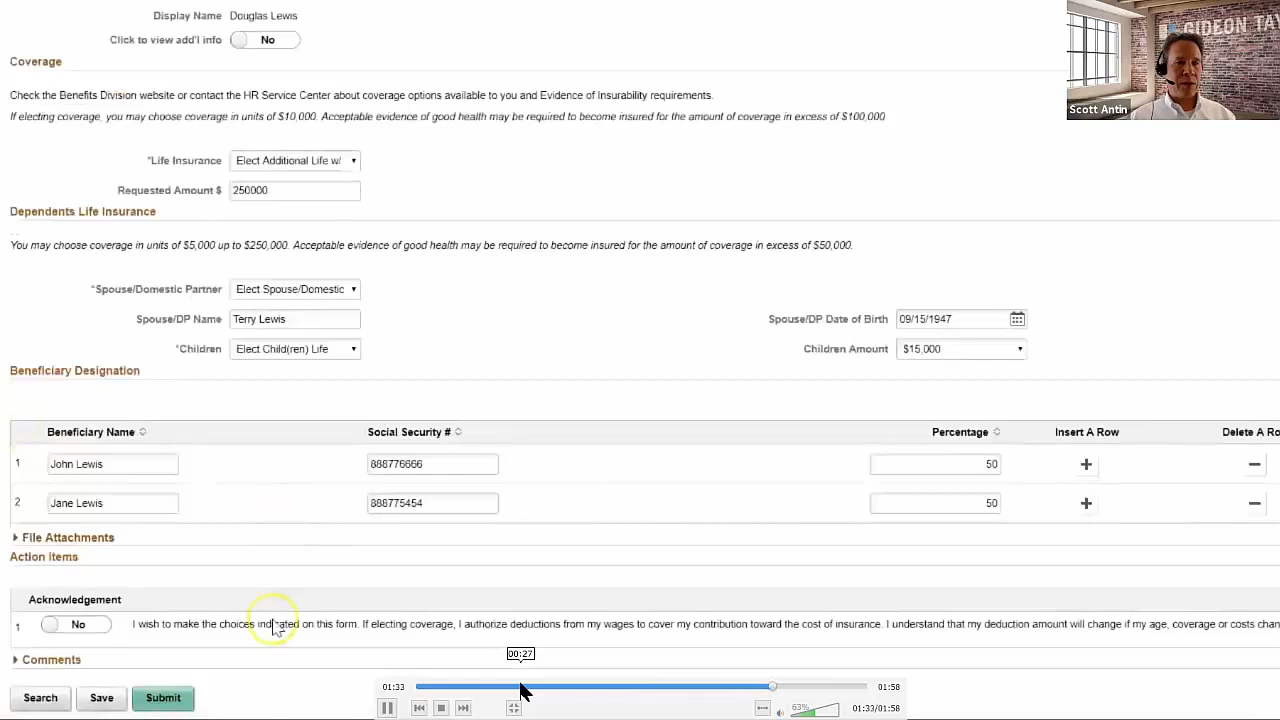 Display Name Douglas Lewis
Click to view add'l info No
GIDEON TAY
Scott Antin
Coverage
Check the Benefits Division website or contact the HR Service Center about coverage options available to you and Evidence of Insurability requirements.
If electing coverage, you may choose coverage in units of $10,000. Acceptable evidence of good health may be required to become insured for the amount of coverage in excess of $100,000
*Life Insurance Elect Additional Life w/
Requested Amount $ 250000
Dependents Life Insurance
You may choose coverage in units of $5,000 up to $250,000. Acceptable evidence of good health may be required to become insured for the amount of coverage in excess of $50,000.
*Spouse/Domestic Partner Elect Spouse/Domestic
Spouse/DP Name Terry Lewis Spouse/DP Date of Birth 09/15/1947
*Children Elect Child(ren) Life Children Amount $15,000
Beneficiary Designation
Beneficiary Name Social Security # Percentage Insert A Row Delete A Ro
1 John Lewis 888776666 50
2 Jane Lewis 888775454 50
File Attachments
Action Items
Acknowledgement
1 No I wish to make the choices indicated on this form. If electing coverage, I authorize deductions from my wages to cover my contribution toward the cost of insurance. I understand that my deduction amount will change if my age, coverage or costs chan
Comments
00:27
Search Save Submit
01:33 01:58
63% 01:33/01:58